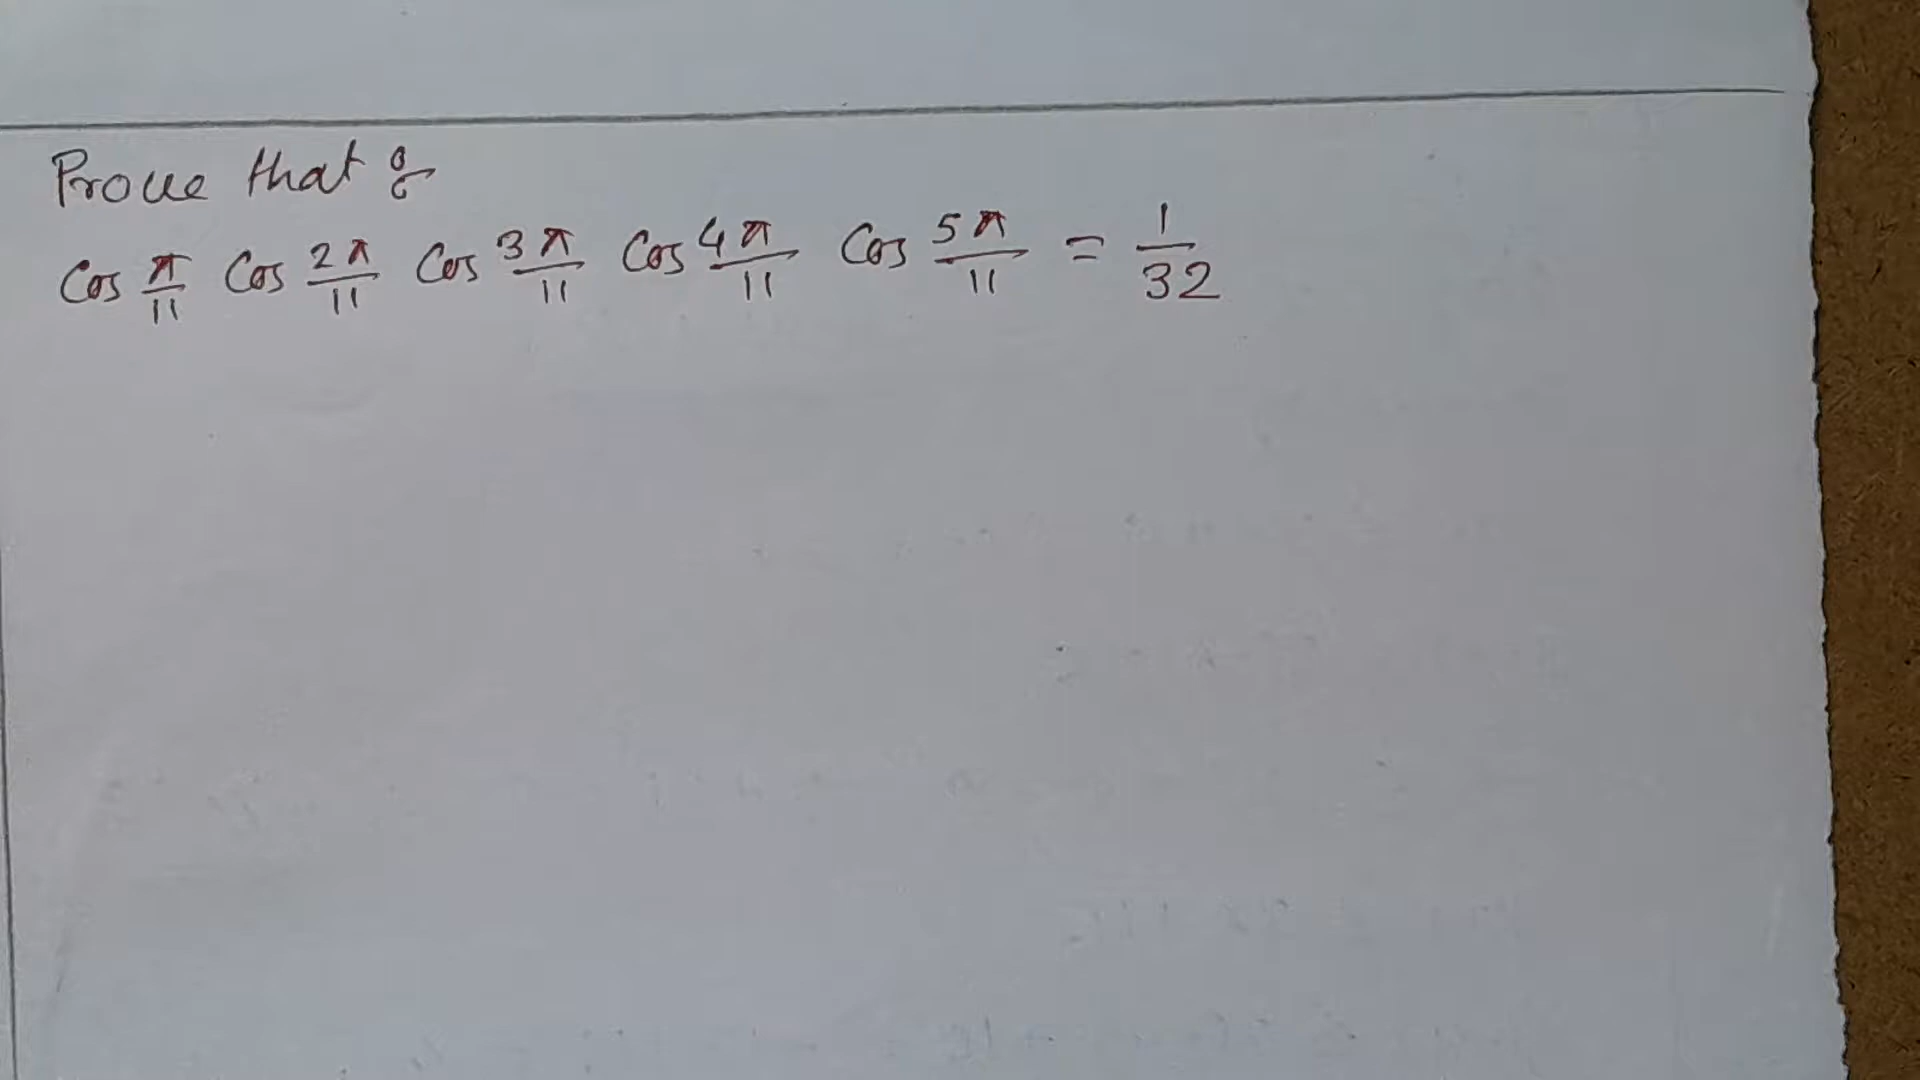 Prove that :-
Cos π/11 Cos 2π/11 Cos 3π/11 Cos 4π/11 Cos 5π/11 = 1/32